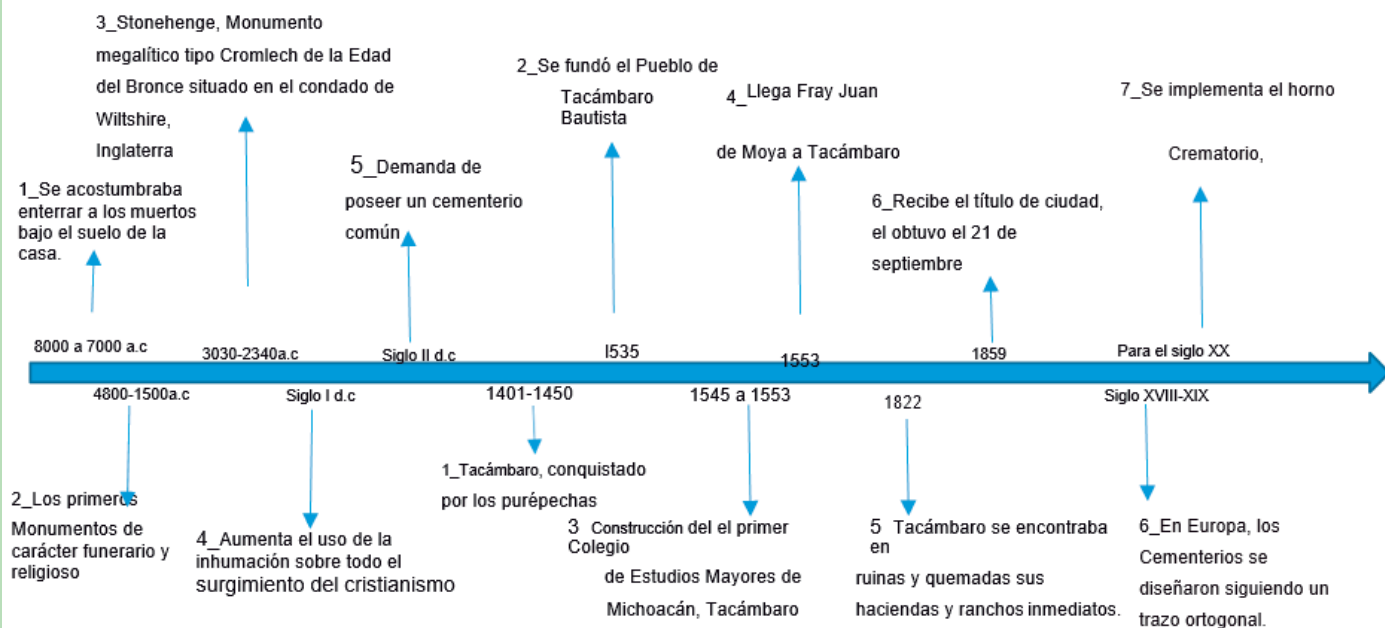 3_Stonehenge, Monumento
megalítico tipo Cromlech de la Edad
del Bronce situado en el condado de
Wiltshire,
Inglaterra
2_Se fundó el Pueblo de
Tacámbaro
Bautista
4_Llega Fray Juan
de Moya a Tacámbaro
7_Se implementa el horno
Crematorio,
1_Se acostumbraba
enterrar a los muertos
bajo el suelo de la
casa.
5_Demanda de
poseer un cementerio
común
6_Recibe el título de ciudad,
el obtuvo el 21 de
septiembre
8000 a 7000 a.c
3030-2340a.c
Siglo II d.c
I535
1553
1859
Para el siglo XX
4800-1500a.c
Siglo I d.c
1401-1450
1545 a 1553
1822
Siglo XVIII-XIX
2_Los primeros
Monumentos de
carácter funerario y
religioso
4_Aumenta el uso de la
inhumación sobre todo el
surgimiento del cristianismo
1_Tacámbaro, conquistado
por los purépechas
3 Construcción del el primer
Colegio
de Estudios Mayores de
Michoacán, Tacámbaro
5 Tacámbaro se encontraba
en
ruinas y quemadas sus
haciendas y ranchos inmediatos.
6_En Europa, los
Cementerios se
diseñaron siguiendo un
trazo ortogonal.